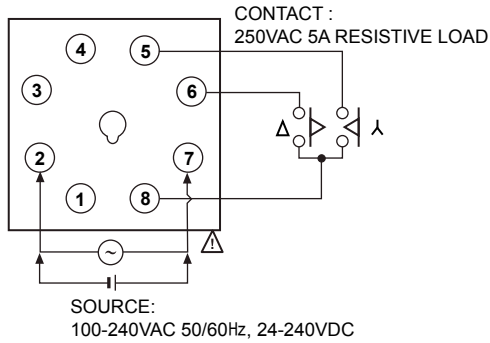 CONTACT :
250VAC 5A RESISTIVE LOAD
4
5
3
6
Δ
⅄
2
7
1
8
~
!
SOURCE:
100-240VAC 50/60Hz, 24-240VDC